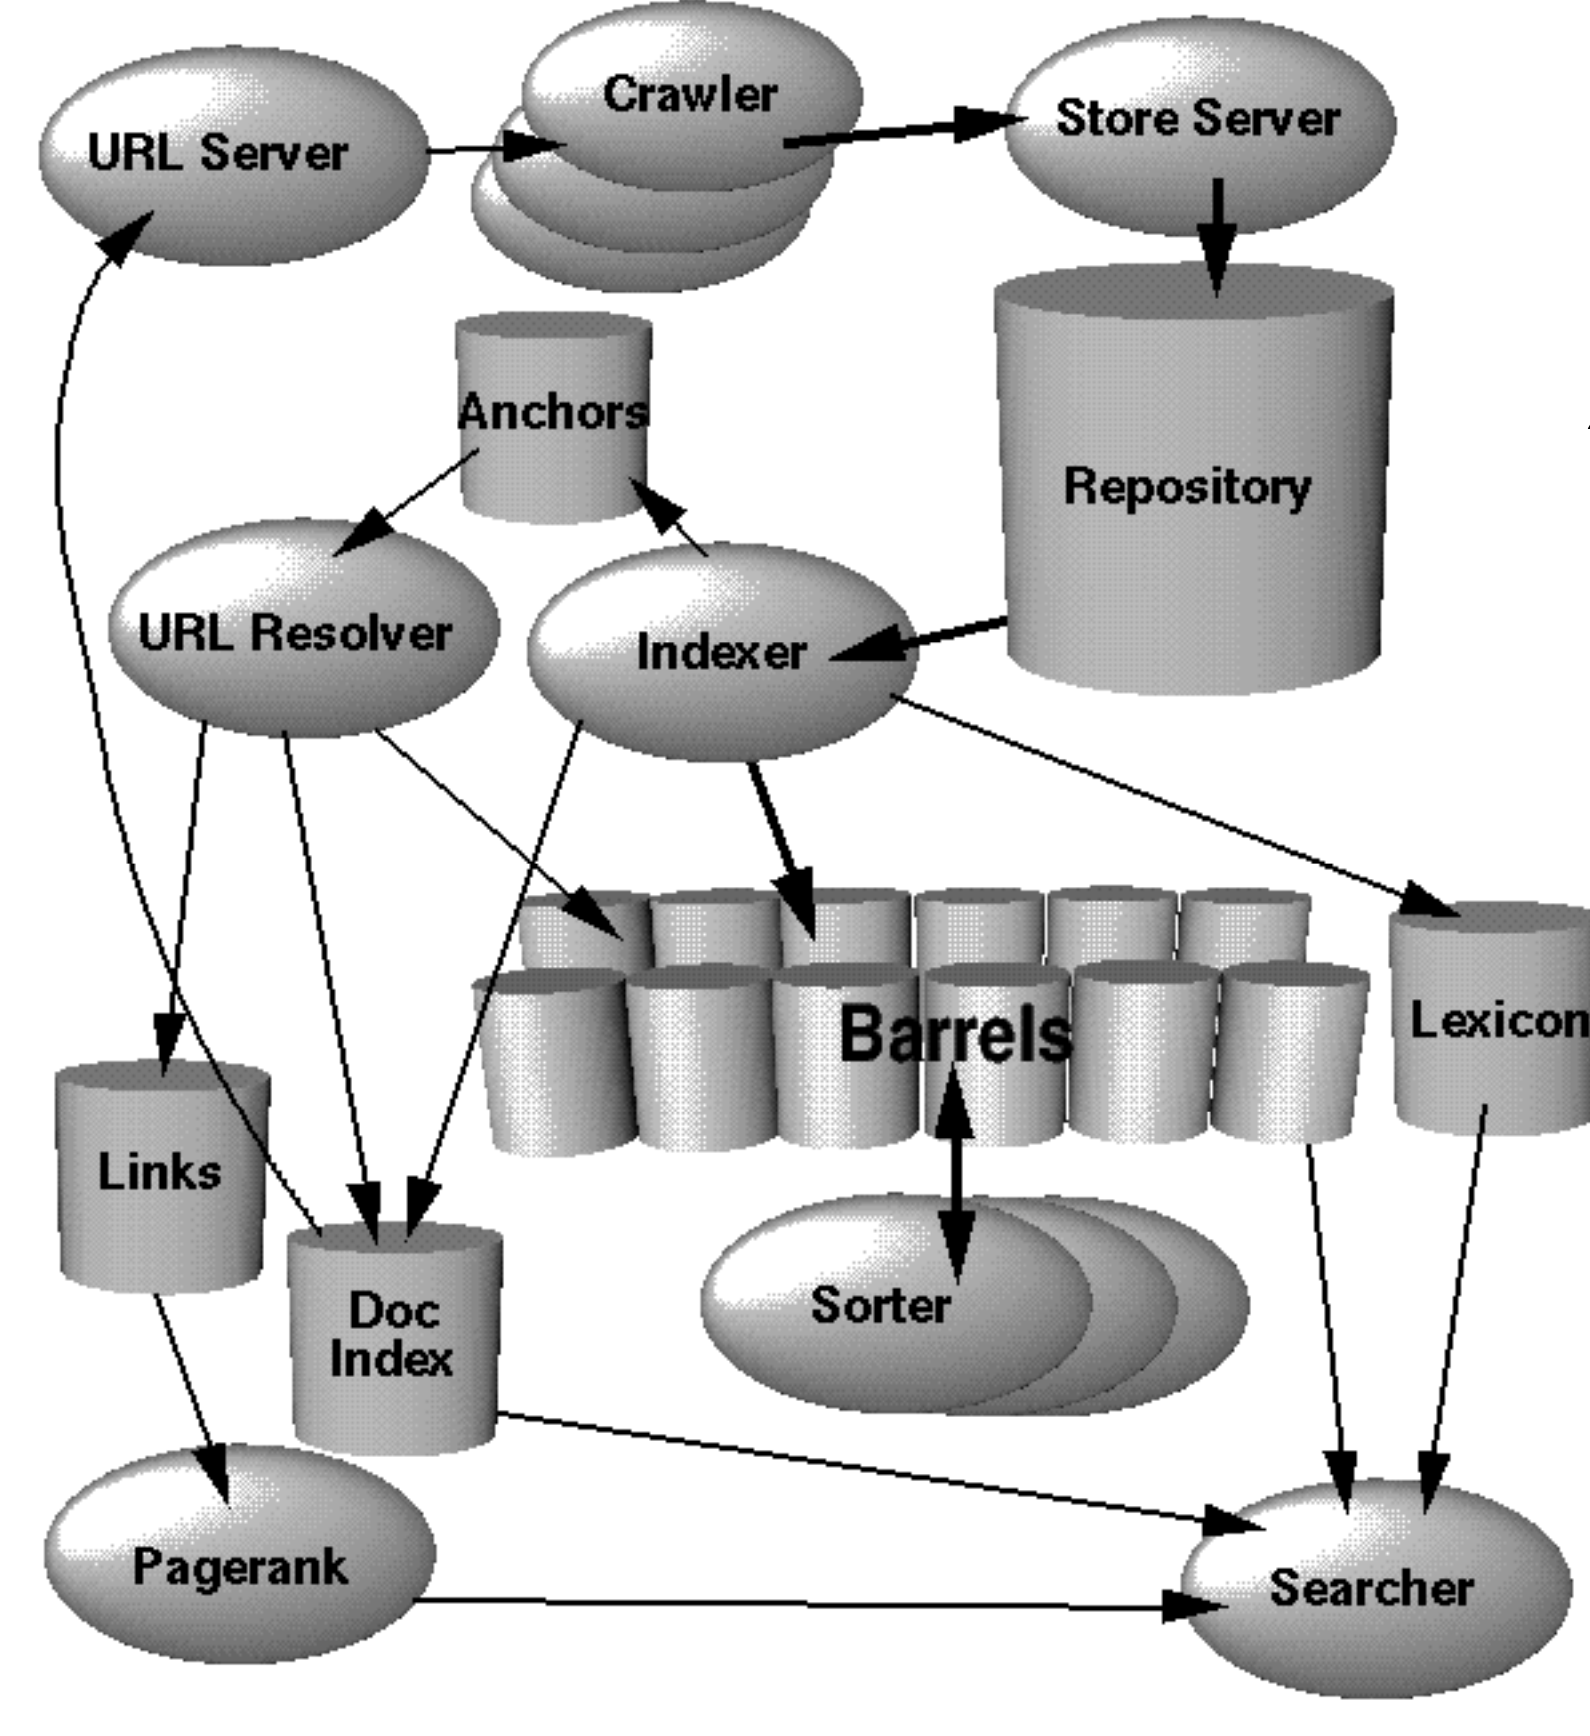 Crawler
URL Server
Store Server
Anchors
Repository
URL Resolver
Indexer
Barrels
Lexicon
Links
Doc
Index
Sorter
Pagerank
Searcher